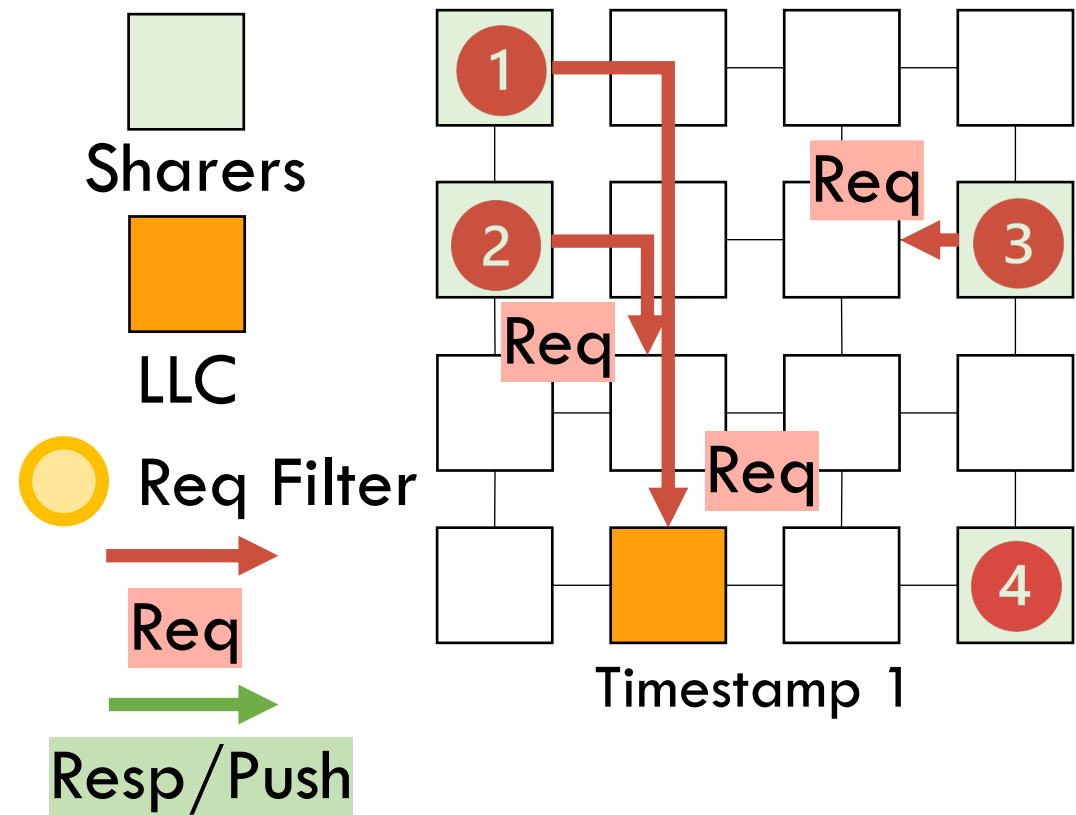 Sharers
LLC
Req Filter
Req
Resp/Push
1
2
3
4
Req
Req
Req
Timestamp 1